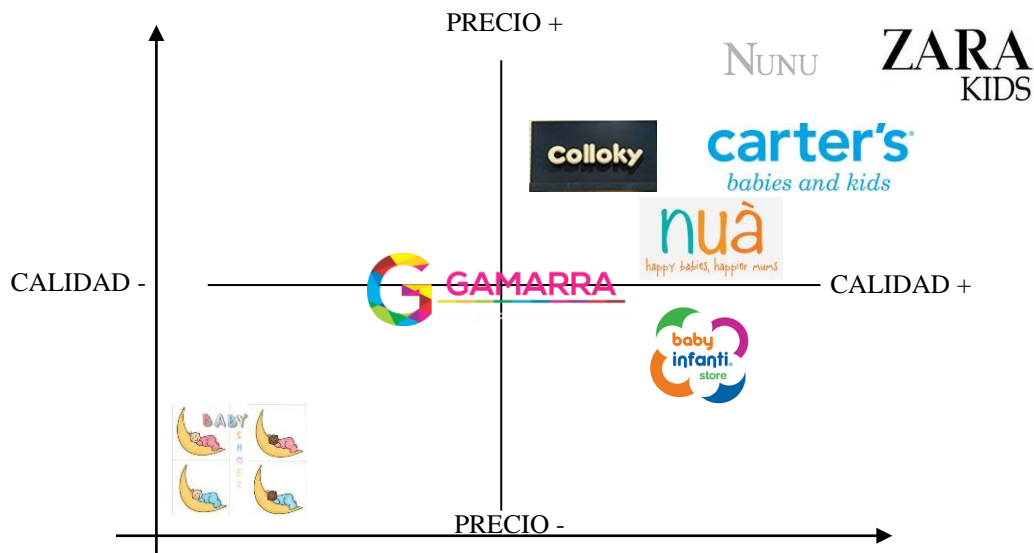 PRECIO +
NUNU
ZARA
KIDS
Colloky
carter's
babies and kids
nuà
happy babies, happier mums
CALIDAD -
GAMARRA
CALIDAD +
baby
infanti®
store
BABY
SHOES
PRECIO -